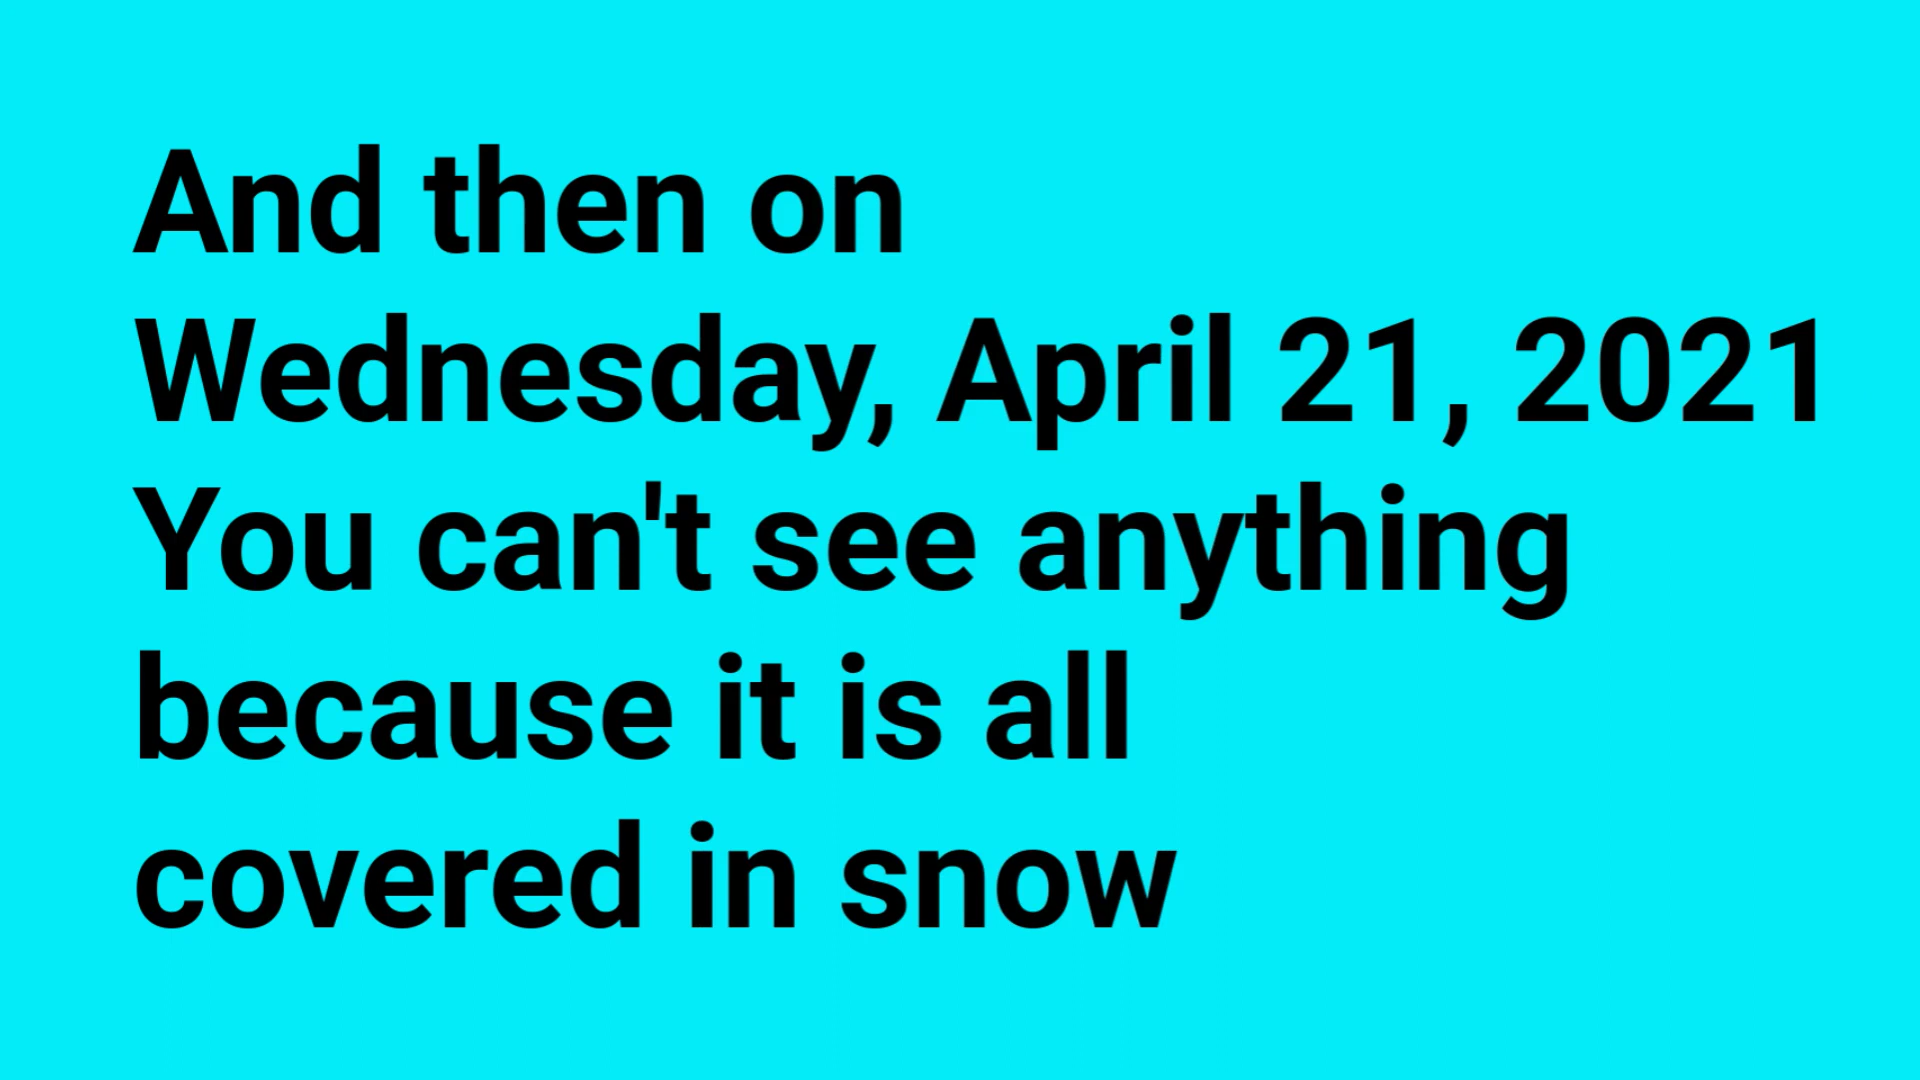 And then on
Wednesday, April 21, 2021
You can't see anything
because it is all
covered in snow